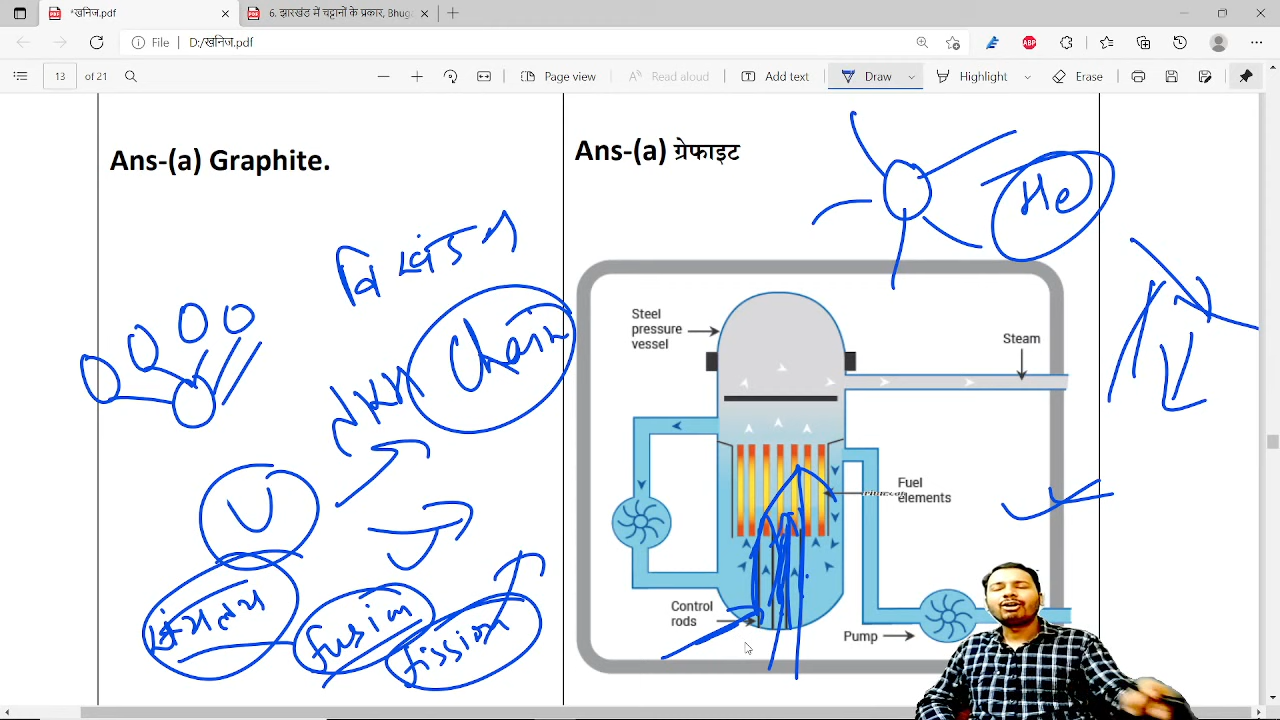 *खनिज.pdf
6. झारखंड में चट्टानों के प्रकार, Bhug
File D:/खनिज.pdf
ABP
13 of 21
Page view
Read aloud
Add text
Draw
Highlight
Erase
Ans-(a) Graphite.
Ans-(a) ग्रेफाइट
He
विखंडन
Chain
U
fusion
fission
Steel
pressure
vessel
Steam
Fuel
elements
Control
rods
Pump